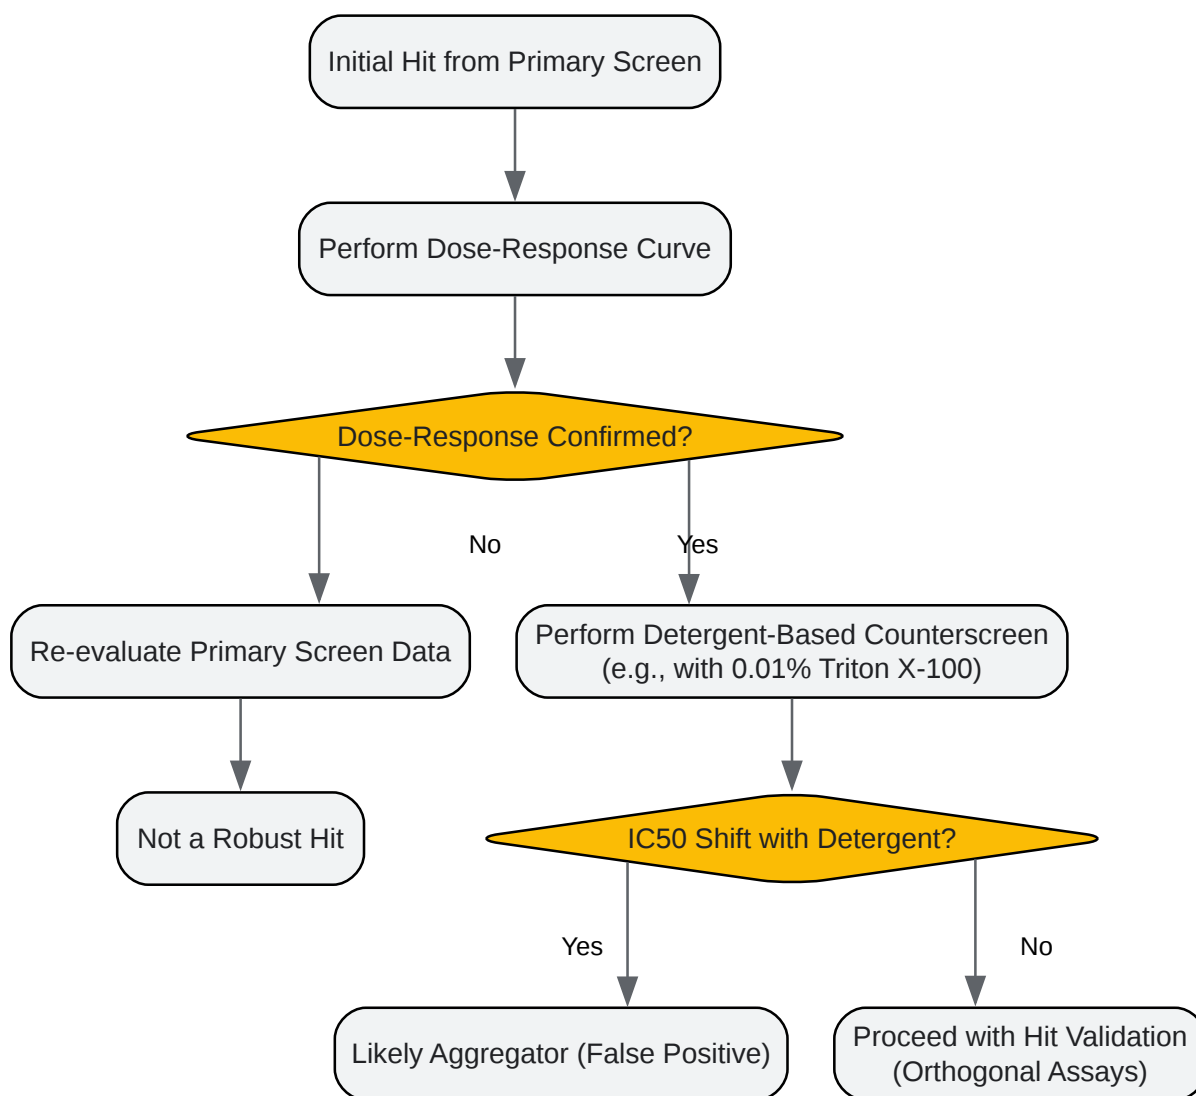 Initial Hit from Primary Screen
Perform Dose-Response Curve
Dose-Response Confirmed?
No
Yes
Re-evaluate Primary Screen Data
Perform Detergent-Based Counterscreen
(e.g., with 0.01% Triton X-100)
Not a Robust Hit
IC50 Shift with Detergent?
Yes
No
Likely Aggregator (False Positive)
Proceed with Hit Validation
(Orthogonal Assays)